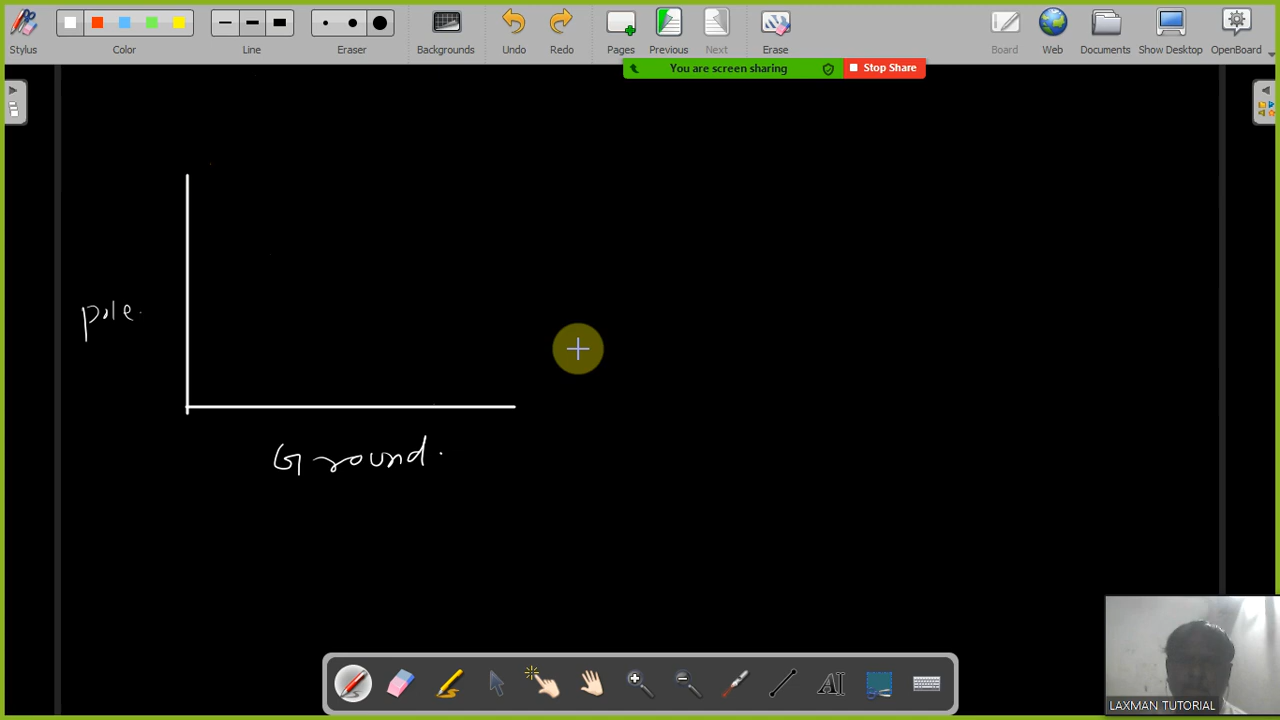 Stylus
Color
Line
Eraser
Backgrounds
Undo
Redo
Pages
Previous
Next
Erase
Board
Web
Documents
Show Desktop
OpenBoard
You are screen sharing
Stop Share
pole.
Ground.
AI
LAXMAN TUTORIAL